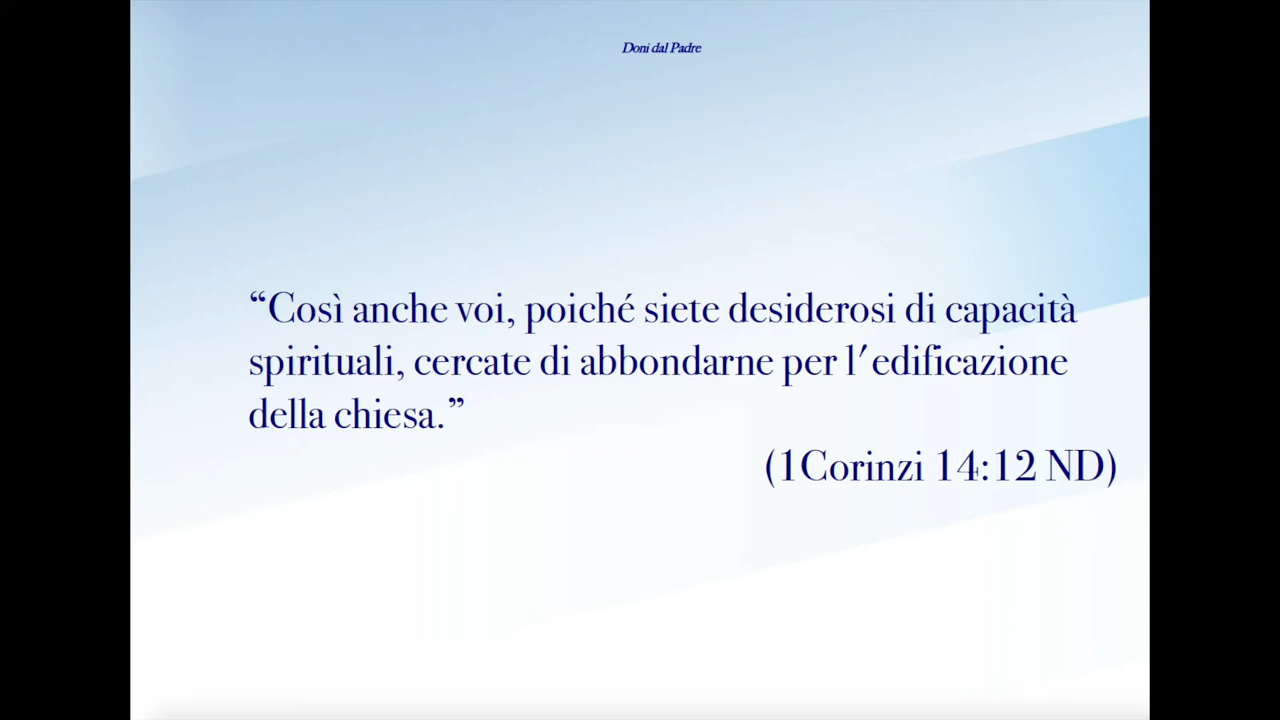 Doni dal Padre
“Così anche voi, poiché siete desiderosi di capacità
spirituali, cercate di abbondarne per l′edificazione
della chiesa.”
(1Corinzi 14:12 ND)